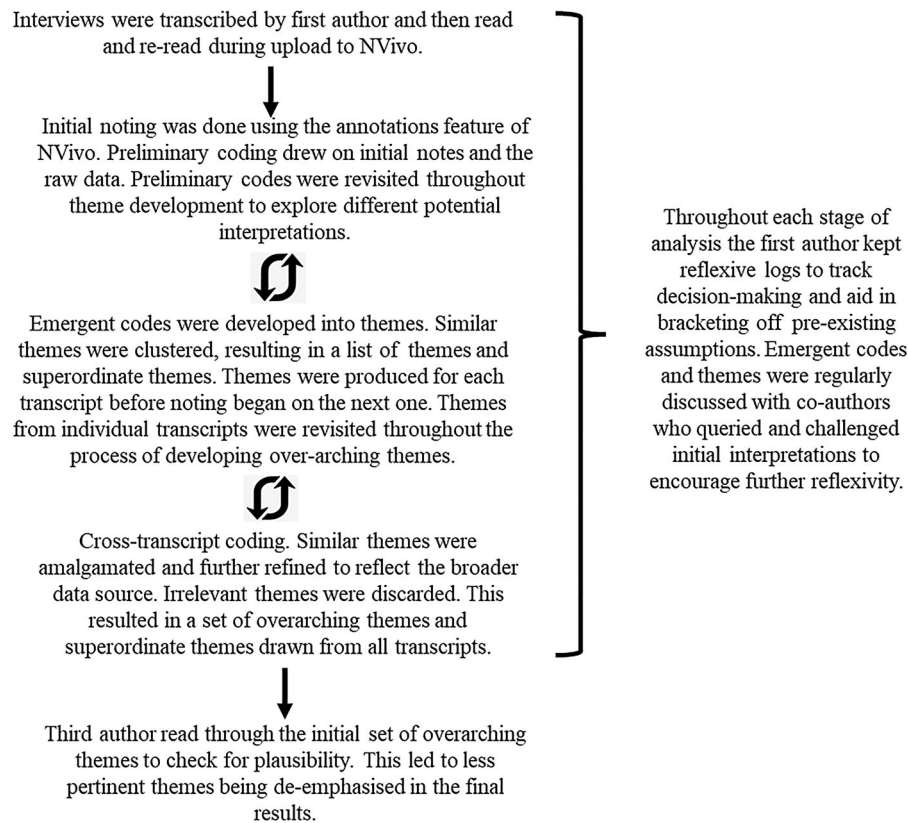 Interviews were transcribed by first author and then read
and re-read during upload to NVivo.
Initial noting was done using the annotations feature of
NVivo. Preliminary coding drew on initial notes and the
raw data. Preliminary codes were revisited throughout
theme development to explore different potential
interpretations.
Emergent codes were developed into themes. Similar
themes were clustered, resulting in a list of themes and
superordinate themes. Themes were produced for each
transcript before noting began on the next one. Themes
from individual transcripts were revisited throughout the
process of developing over-arching themes.
Cross-transcript coding. Similar themes were
amalgamated and further refined to reflect the broader
data source. Irrelevant themes were discarded. This
resulted in a set of overarching themes and
superordinate themes drawn from all transcripts.
Third author read through the initial set of overarching
themes to check for plausibility. This led to less
pertinent themes being de-emphasised in the final
results.
Throughout each stage of
analysis the first author kept
reflexive logs to track
decision-making and aid in
bracketing off pre-existing
assumptions. Emergent codes
and themes were regularly
discussed with co-authors
who queried and challenged
initial interpretations to
encourage further reflexivity.